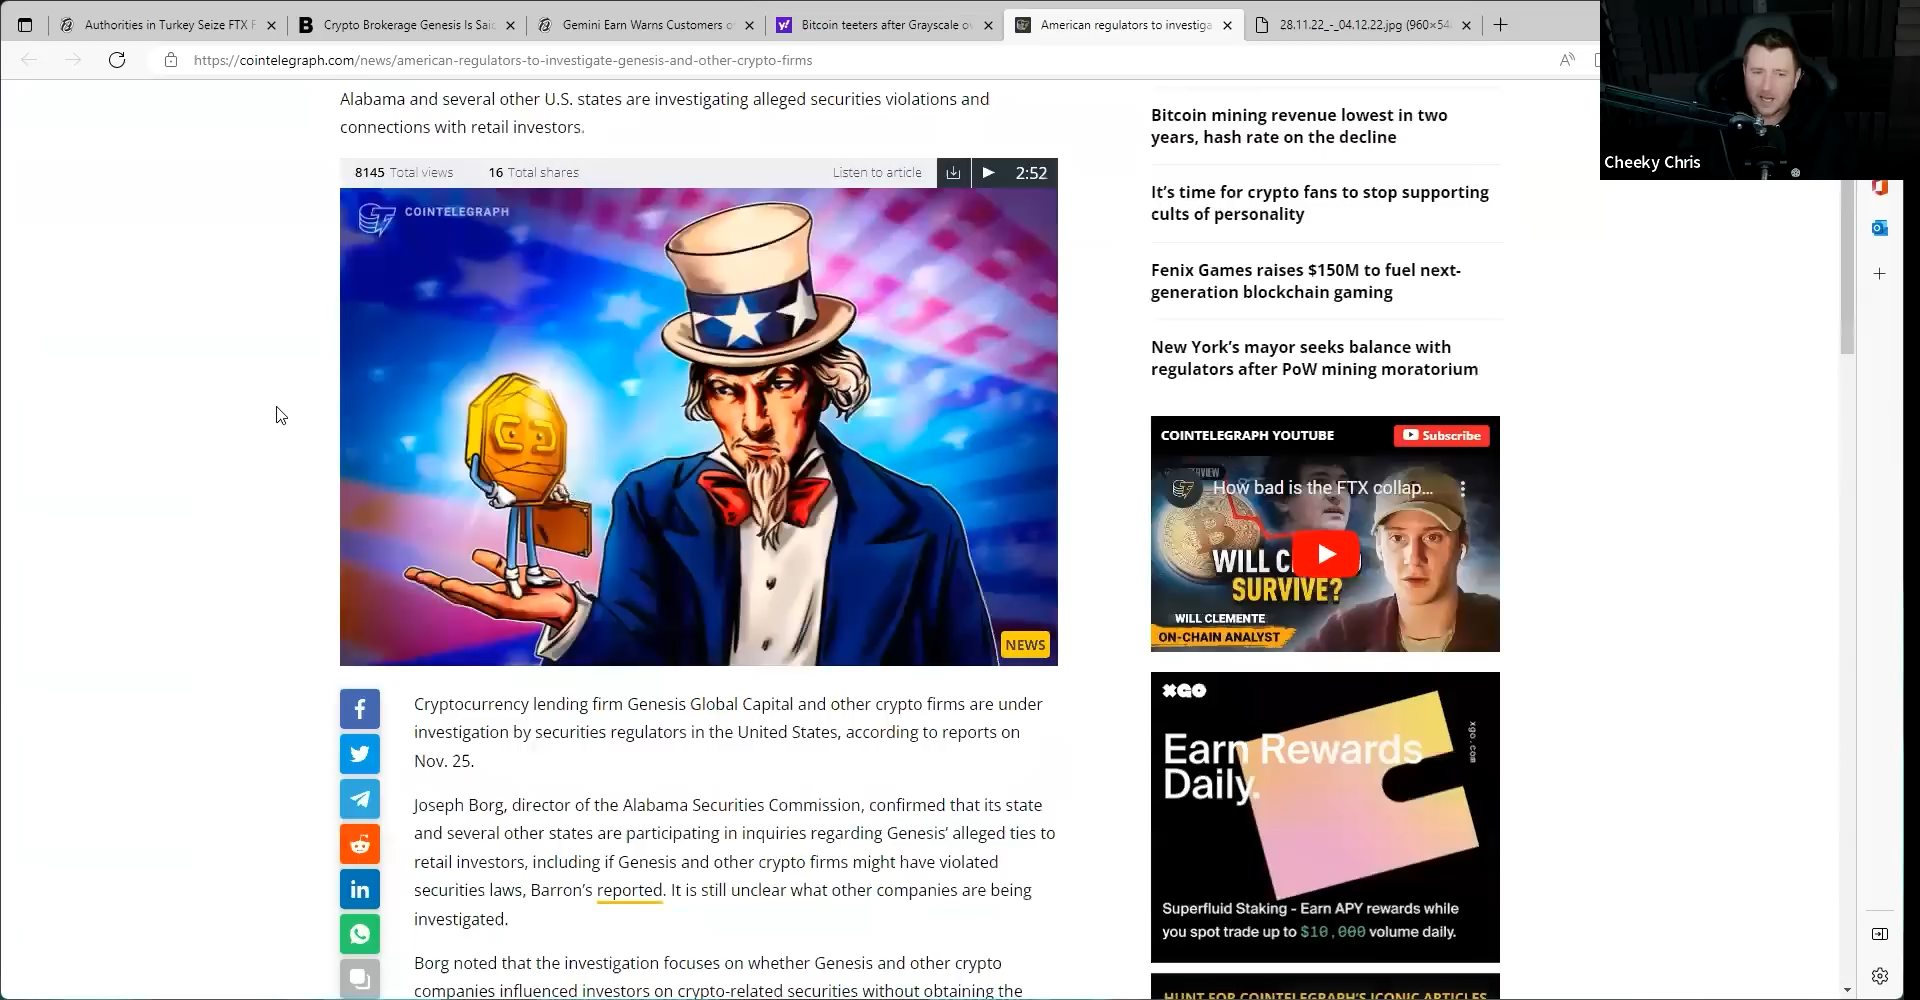 Authorities in Turkey Seize FTX F
Crypto Brokerage Genesis Is Said
Gemini Earn Warns Customers o
Bitcoin teeters after Grayscale ov
American regulators to investiga
28.11.22_-_04.12.22.jpg (960×54
https://cointelegraph.com/news/american-regulators-to-investigate-genesis-and-other-crypto-firms
Cheeky Chris
Alabama and several other U.S. states are investigating alleged securities violations and
connections with retail investors.
8145 Total views
16 Total shares
Listen to article
2:52
COINTELEGRAPH
NEWS
Cryptocurrency lending firm Genesis Global Capital and other crypto firms are under
investigation by securities regulators in the United States, according to reports on
Nov. 25.
Joseph Borg, director of the Alabama Securities Commission, confirmed that its state
and several other states are participating in inquiries regarding Genesis’ alleged ties to
retail investors, including if Genesis and other crypto firms might have violated
securities laws, Barron’s reported. It is still unclear what other companies are being
investigated.
Borg noted that the investigation focuses on whether Genesis and other crypto
companies influenced investors on crypto-related securities without obtaining the
Bitcoin mining revenue lowest in two
years, hash rate on the decline
It’s time for crypto fans to stop supporting
cults of personality
Fenix Games raises $150M to fuel next-
generation blockchain gaming
New York’s mayor seeks balance with
regulators after PoW mining moratorium
COINTELEGRAPH YOUTUBE
Subscribe
How bad is the FTX collap...
WILL C
SURVIVE?
WILL CLEMENTE
ON-CHAIN ANALYST
XGO
xgo.com
Earn Rewards
Daily.
Superfluid Staking - Earn APY rewards while
you spot trade up to $10,000 volume daily.
HUNT FOR COINTELEGRAPH’S ICONIC ARTICLES